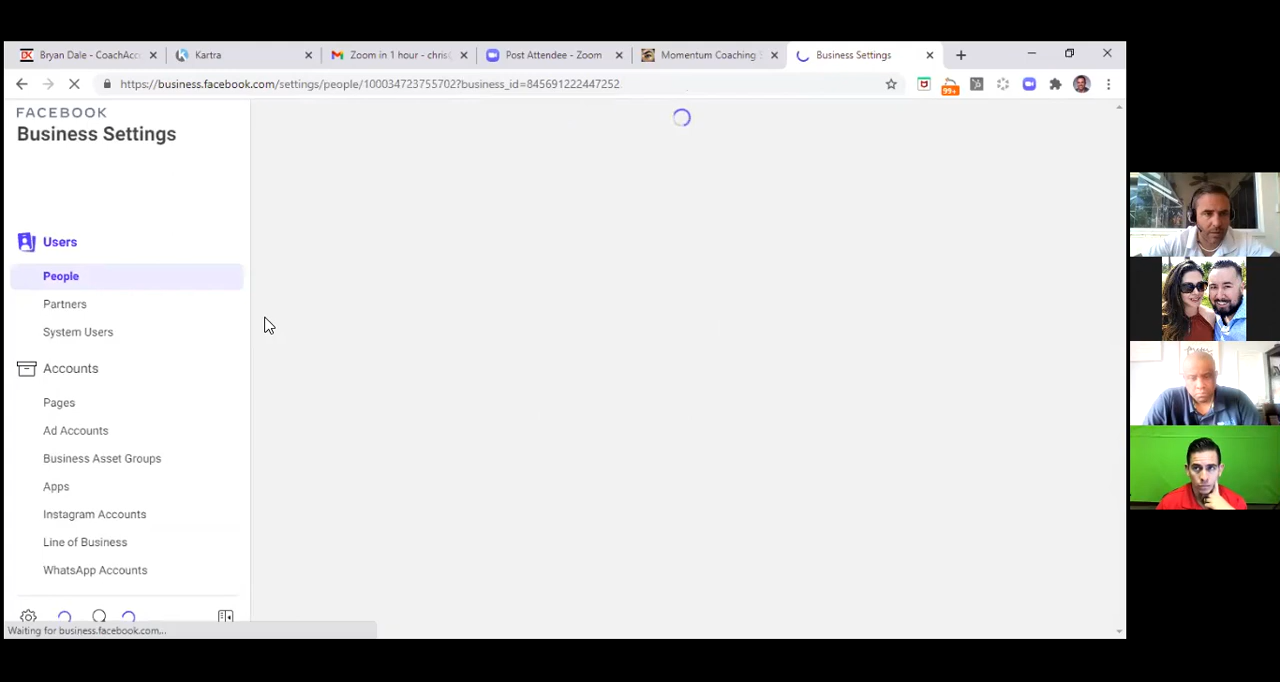 Bryan Dale - CoachAcc
Kartra
Zoom in 1 hour - chris
Post Attendee - Zoom
Momentum Coaching
Business Settings
https://business.facebook.com/settings/people/100034723755702?business_id=845691222447252
99+
FACEBOOK
Business Settings
Users
People
Partners
System Users
Accounts
Pages
Ad Accounts
Business Asset Groups
Apps
Instagram Accounts
Line of Business
WhatsApp Accounts
Waiting for business.facebook.com...